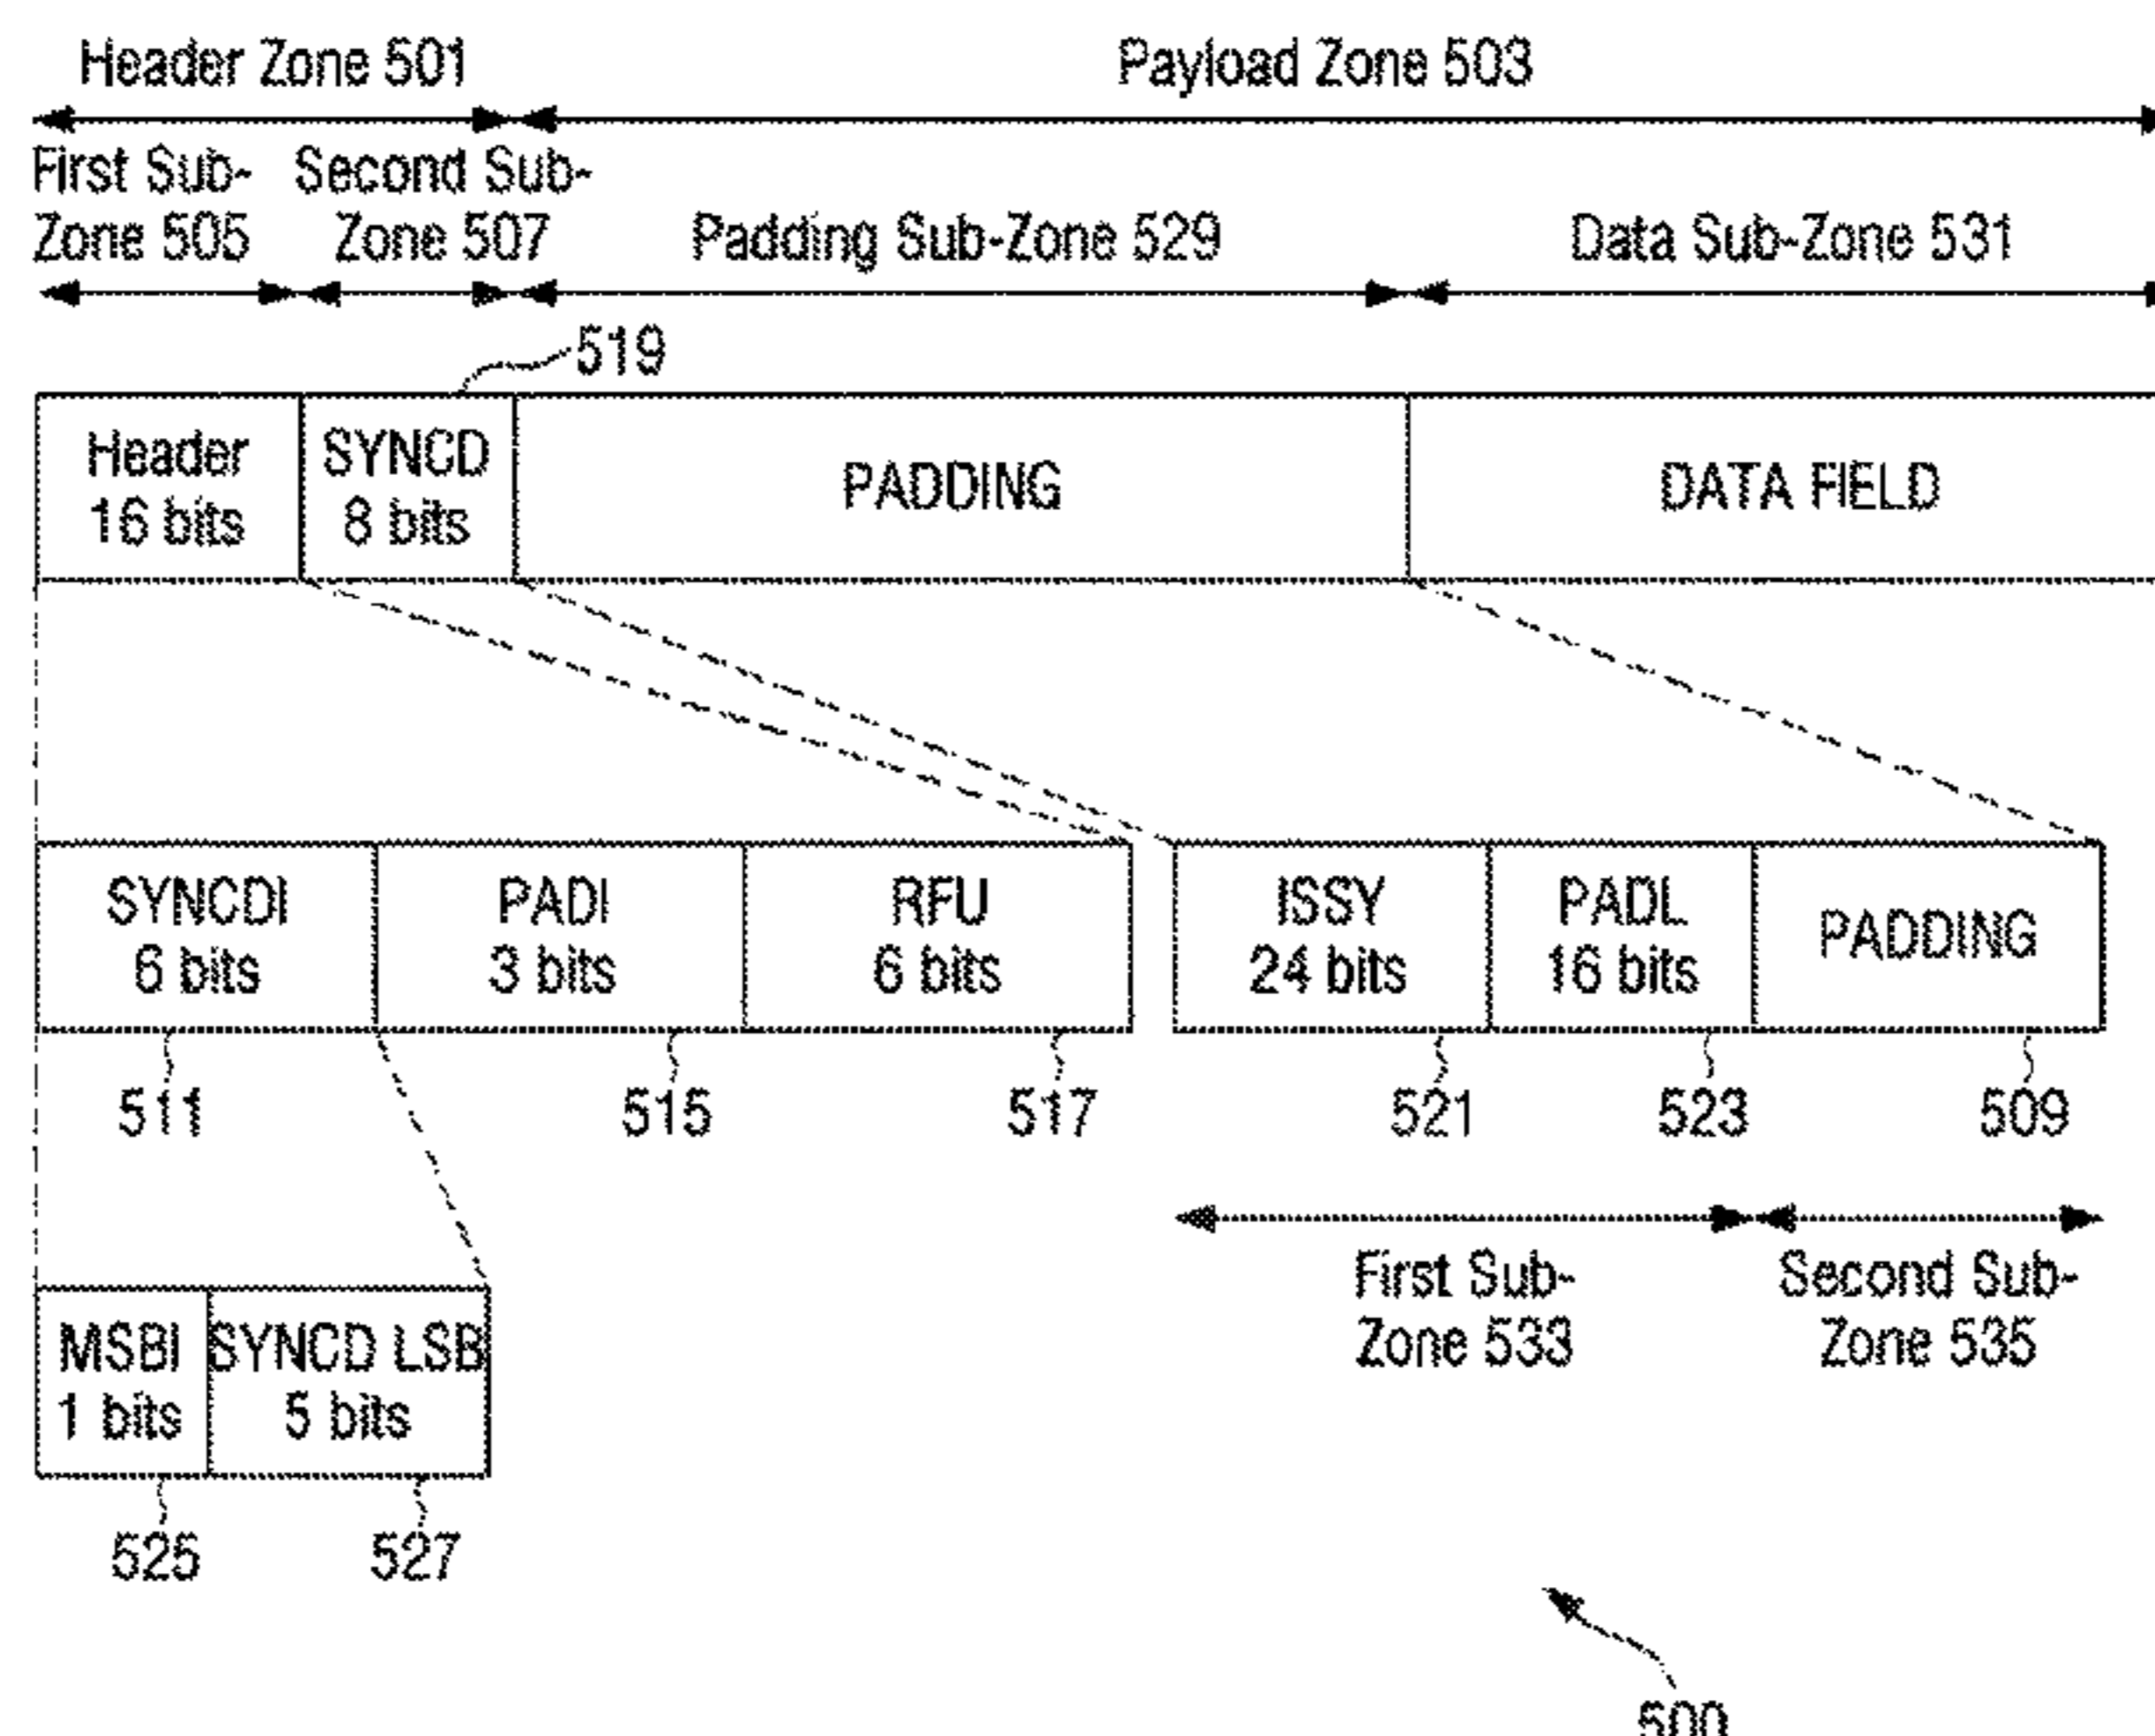 Header Zone 501
Payload Zone 503
First Sub-
Zone 505
Second Sub-
Zone 507
Padding Sub-Zone 529
Data Sub-Zone 531
519
Header
16 bits
SYNCD
8 bits
PADDING
DATA FIELD
SYNCDI
6 bits
PADI
3 bits
RFU
6 bits
ISSY
24 bits
PADL
16 bits
PADDING
511
515
517
521
523
509
First Sub-
Zone 533
Second Sub-
Zone 535
MSBI
1 bits
SYNCD LSB
5 bits
525
527
500